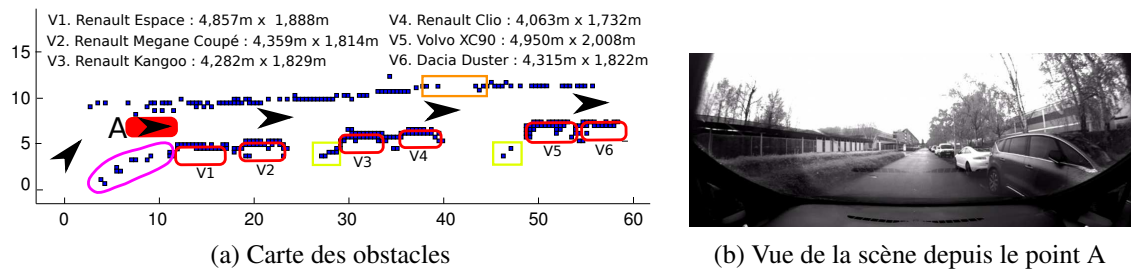 V1. Renault Espace : 4,857m x 1,888m
V2. Renault Megane Coupé : 4,359m x 1,814m
V3. Renault Kangoo : 4,282m x 1,829m
V4. Renault Clio : 4,063m x 1,732m
V5. Volvo XC90 : 4,950m x 2,008m
V6. Dacia Duster : 4,315m x 1,822m
15
10
5
0
A
V1
V2
V3
V4
V5
V6
0 10 20 30 40 50 60
(a) Carte des obstacles
(b) Vue de la scène depuis le point A